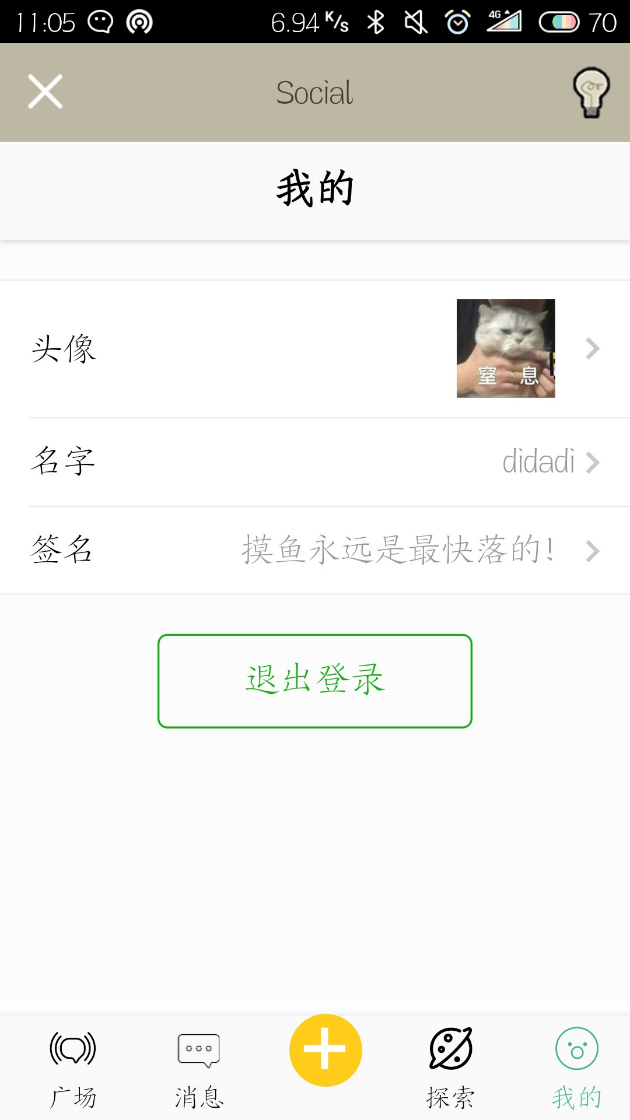 11:05 6.94 K/s 4G 70
Social
我的
头像
窒息
名字 didadi
签名 摸鱼永远是最快落的!
退出登录
广场 消息 探索 我的